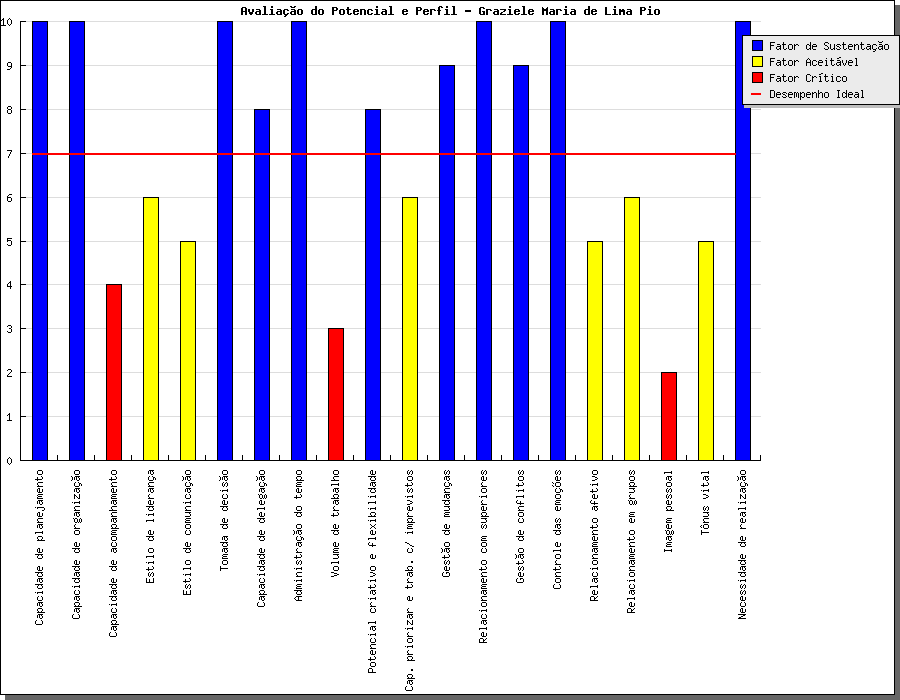 Avaliação do Potencial e Perfil - Graziele Maria de Lima Pio
10
9
8
7
6
5
4
3
2
1
0
Fator de Sustentação
Fator Aceitável
Fator Crítico
Desempenho Ideal
Capacidade de planejamento
Capacidade de organização
Capacidade de acompanhamento
Estilo de liderança
Estilo de comunicação
Tomada de decisão
Capacidade de delegação
Administração do tempo
Volume de trabalho
Potencial criativo e flexibilidade
Cap. priorizar e trab. c/ imprevistos
Gestão de mudanças
Relacionamento com superiores
Gestão de conflitos
Controle das emoções
Relacionamento afetivo
Relacionamento em grupos
Imagem pessoal
Tônus vital
Necessidade de realização